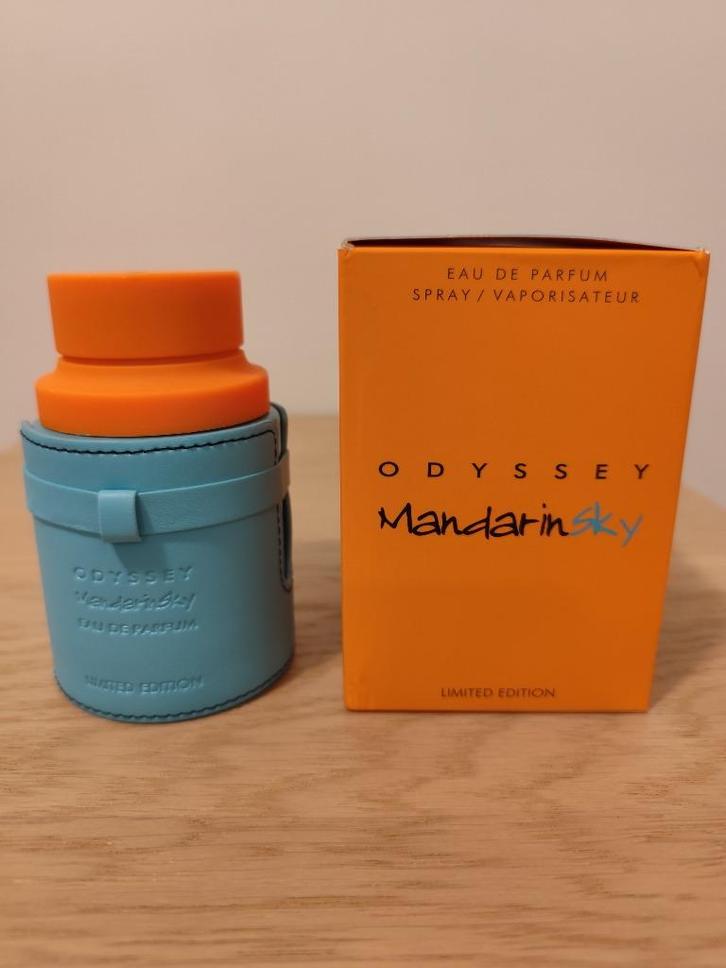 ODYSSEY
MandarinSky
EAU DE PARFUM
LIMITED EDITION
EAU DE PARFUM
SPRAY / VAPORISATEUR
ODYSSEY
MandarinSky
LIMITED EDITION